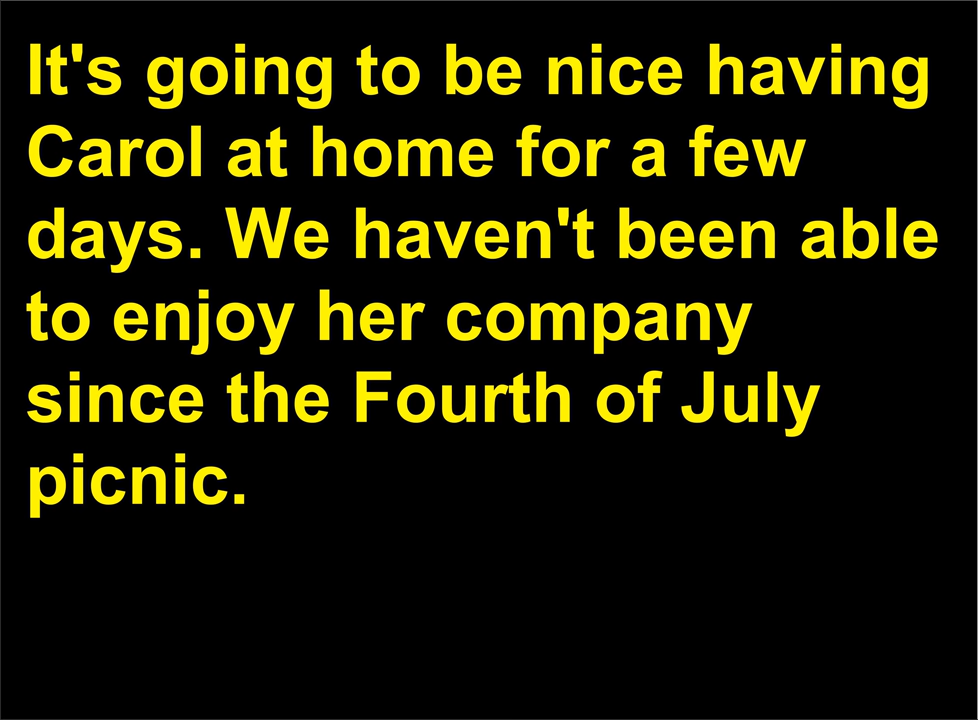 It's going to be nice having
Carol at home for a few
days. We haven't been able
to enjoy her company
since the Fourth of July
picnic.